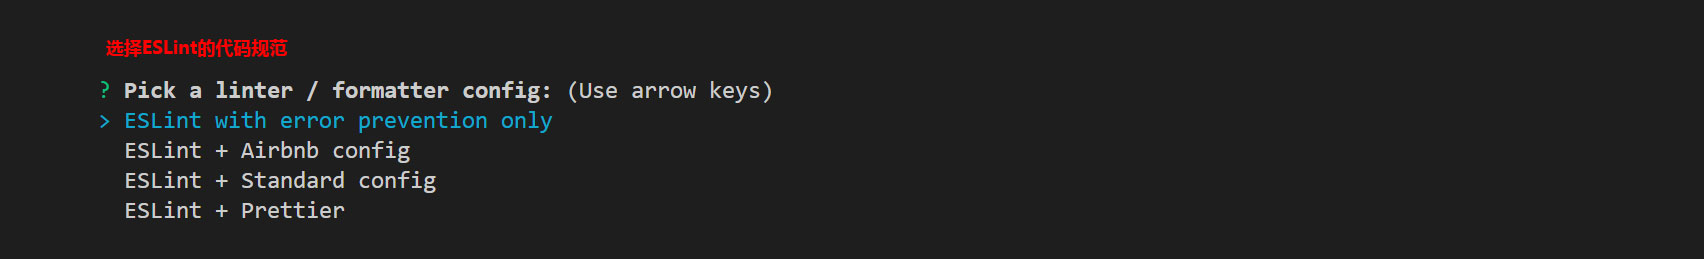 选择ESLint的代码规范
? Pick a linter / formatter config: (Use arrow keys)
> ESLint with error prevention only
ESLint + Airbnb config
ESLint + Standard config
ESLint + Prettier